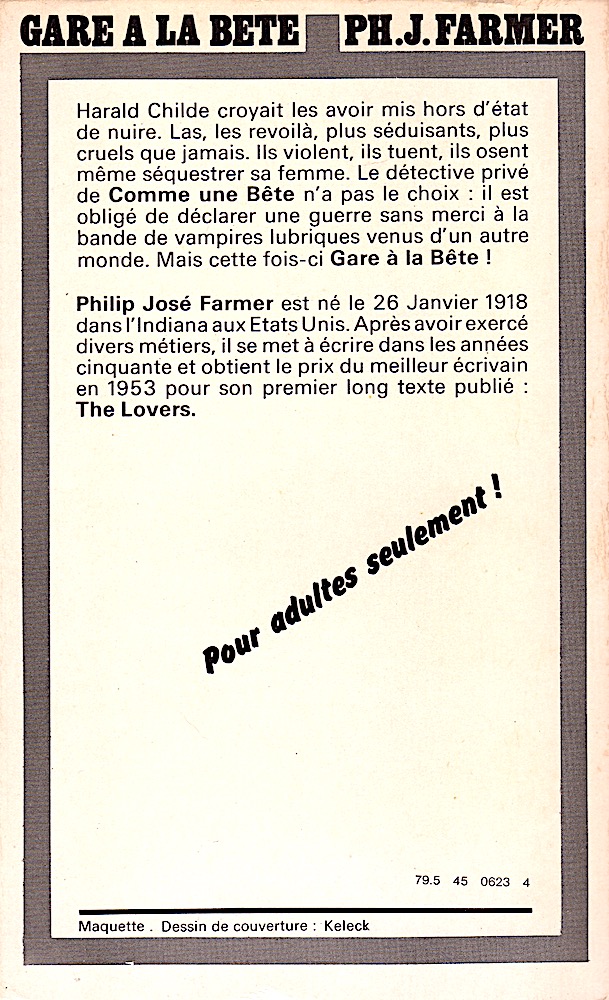 GARE A LA BETE PH.J.FARMER
Harald Childe croyait les avoir mis hors d'état
de nuire. Las, les revoilà, plus séduisants, plus
cruels que jamais. Ils violent, ils tuent, ils osent
même séquestrer sa femme. Le détective privé
de Comme une Bête n'a pas le choix : il est
obligé de déclarer une guerre sans merci à la
bande de vampires lubriques venus d'un autre
monde. Mais cette fois-ci Gare à la Bête !
Philip José Farmer est né le 26 Janvier 1918
dans l'Indiana aux Etats Unis. Après avoir exercé
divers métiers, il se met à écrire dans les années
cinquante et obtient le prix du meilleur écrivain
en 1953 pour son premier long texte publié :
The Lovers.
pour adultes seulement !
79.5 45 0623 4
Maquette . Dessin de couverture : Keleck